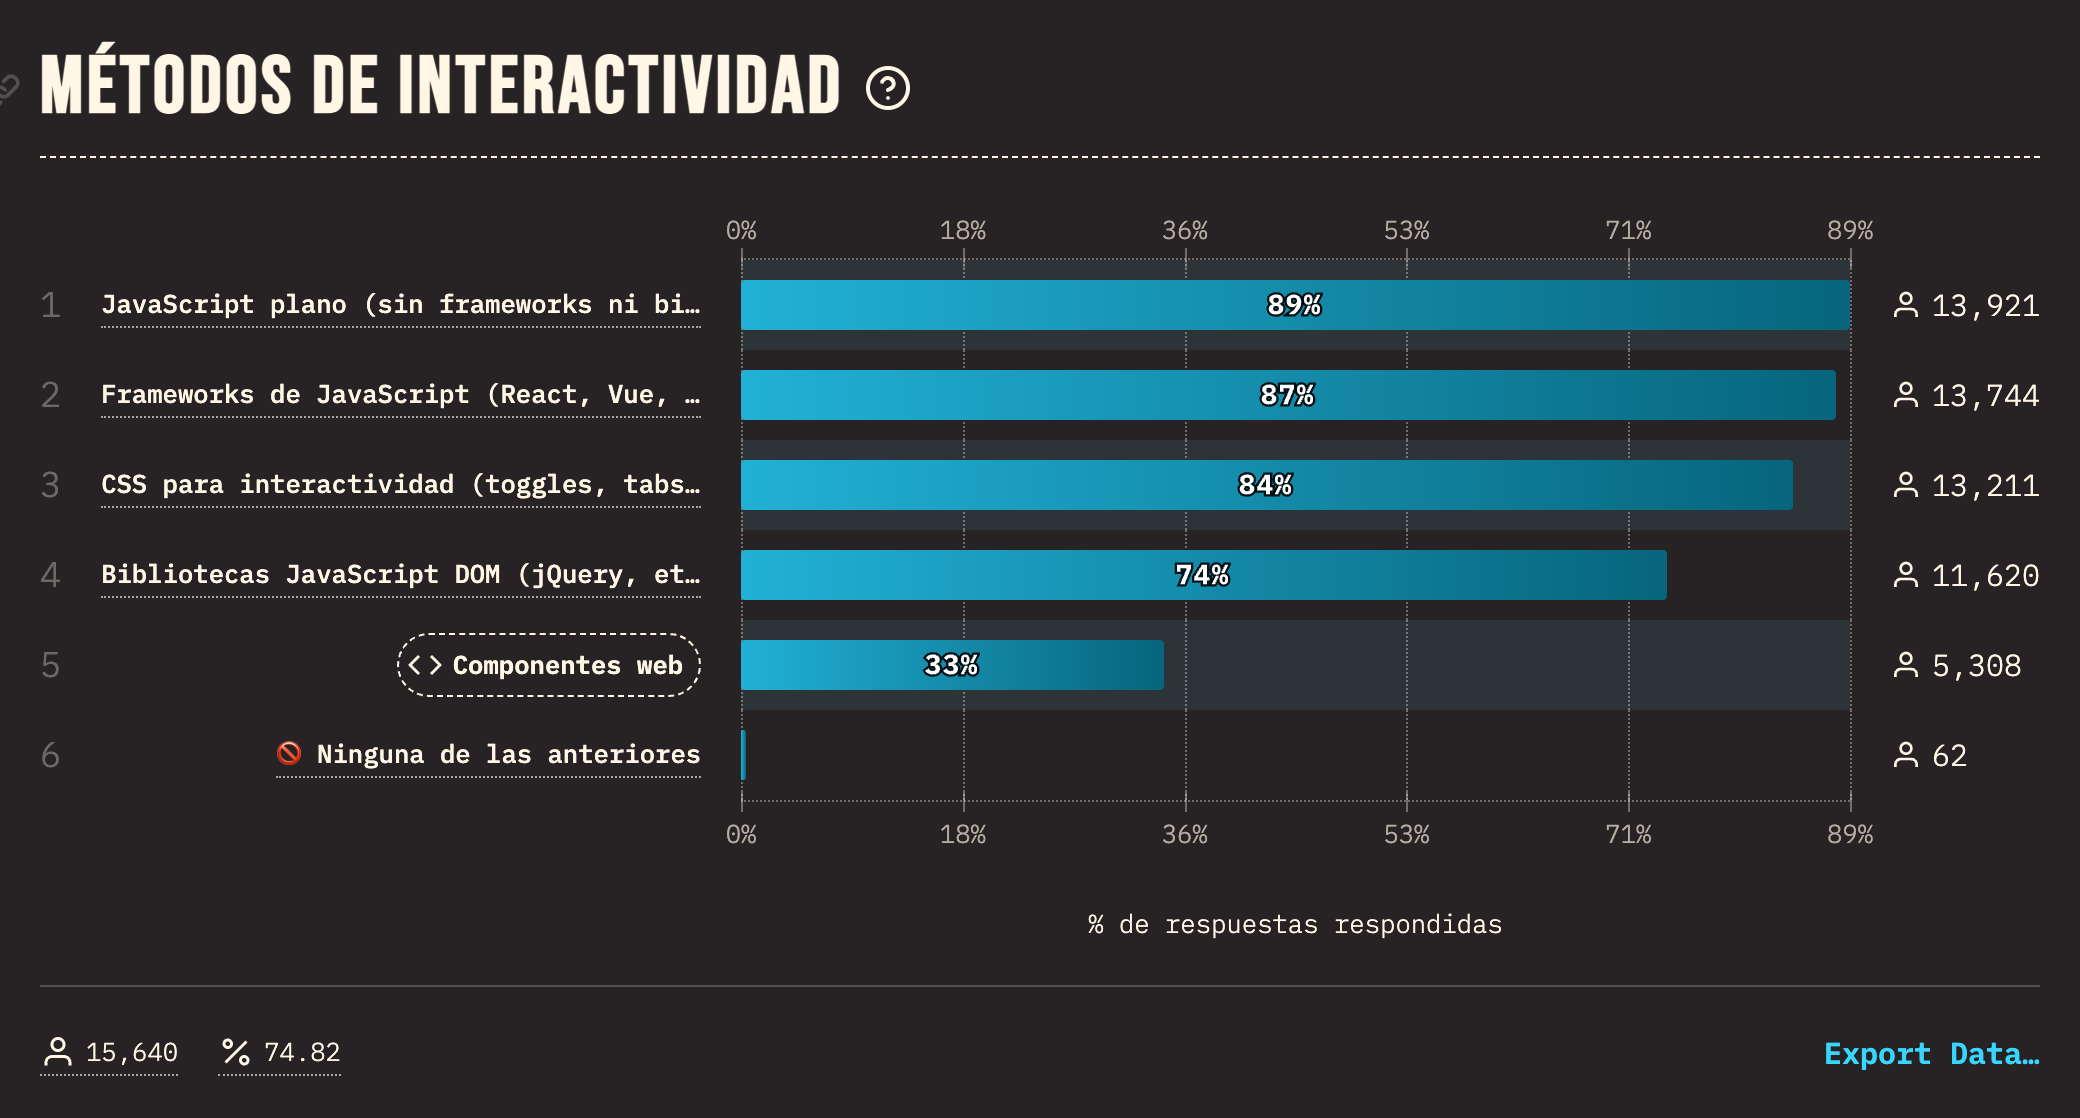 MÉTODOS DE INTERACTIVIDAD ?
0% 18% 36% 53% 71% 89%
1 JavaScript plano (sin frameworks ni bi… 89% 13,921
2 Frameworks de JavaScript (React, Vue, … 87% 13,744
3 CSS para interactividad (toggles, tabs… 84% 13,211
4 Bibliotecas JavaScript DOM (jQuery, et… 74% 11,620
5 <> Componentes web 33% 5,308
6 🚫 Ninguna de las anteriores 62
0% 18% 36% 53% 71% 89%
% de respuestas respondidas
15,640 % 74.82 Export Data…